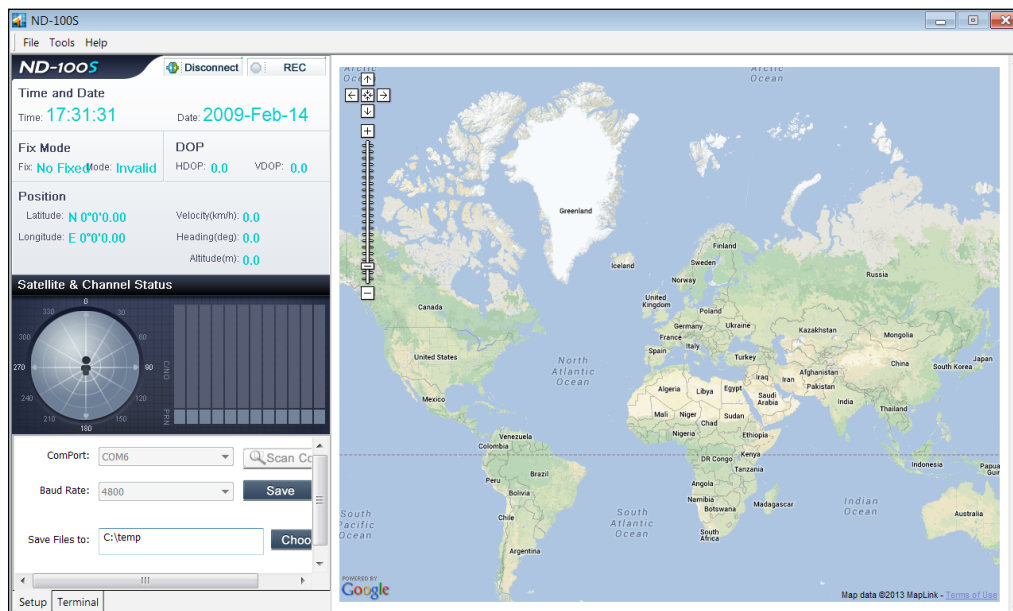 ND-100S
File Tools Help
ND-100S Disconnect REC
Time and Date
Time: 17:31:31 Date: 2009-Feb-14
Fix Mode DOP
Fix: No Fixed Mode: Invalid HDOP: 0.0 VDOP: 0.0
Position
Latitude: N 0°0'0.00 Velocity(km/h): 0.0
Longitude: E 0°0'0.00 Heading(deg): 0.0
Altitude(m): 0.0
Satellite & Channel Status
0
330 30
300 60
270 90
240 120
210 150
180
C/NO
PRN
ComPort: COM6 Scan Co
Baud Rate: 4800 Save
Save Files to: C:\temp Choo
Setup Terminal
Arctic
Ocean
Arctic
Ocean
Greenland
Iceland
Finland
Sweden
Norway
Russia
United
Kingdom
Canada
Poland
Germany
Ukraine
France
Kazakhstan
Mongolia
Italy
Spain
United States
Turkey
China
Japan
South Korea
North
Atlantic
Ocean
Iraq
Iran
Afghanistan
Pakistan
Algeria
Libya
Egypt
Saudi
Arabia
Mexico
India
Thailand
Mali
Niger
Chad
Sudan
Nigeria
Ethiopia
Venezuela
Colombia
DR Congo
Kenya
Tanzania
Indonesia
Papua
Guin
Peru
Brazil
Bolivia
Angola
Namibia
Botswana
Madagascar
Indian
Ocean
Australia
South
Pacific
Ocean
Chile
South
Atlantic
Ocean
South
Africa
Argentina
POWERED BY
Google
Map data ©2013 MapLink - Terms of Use